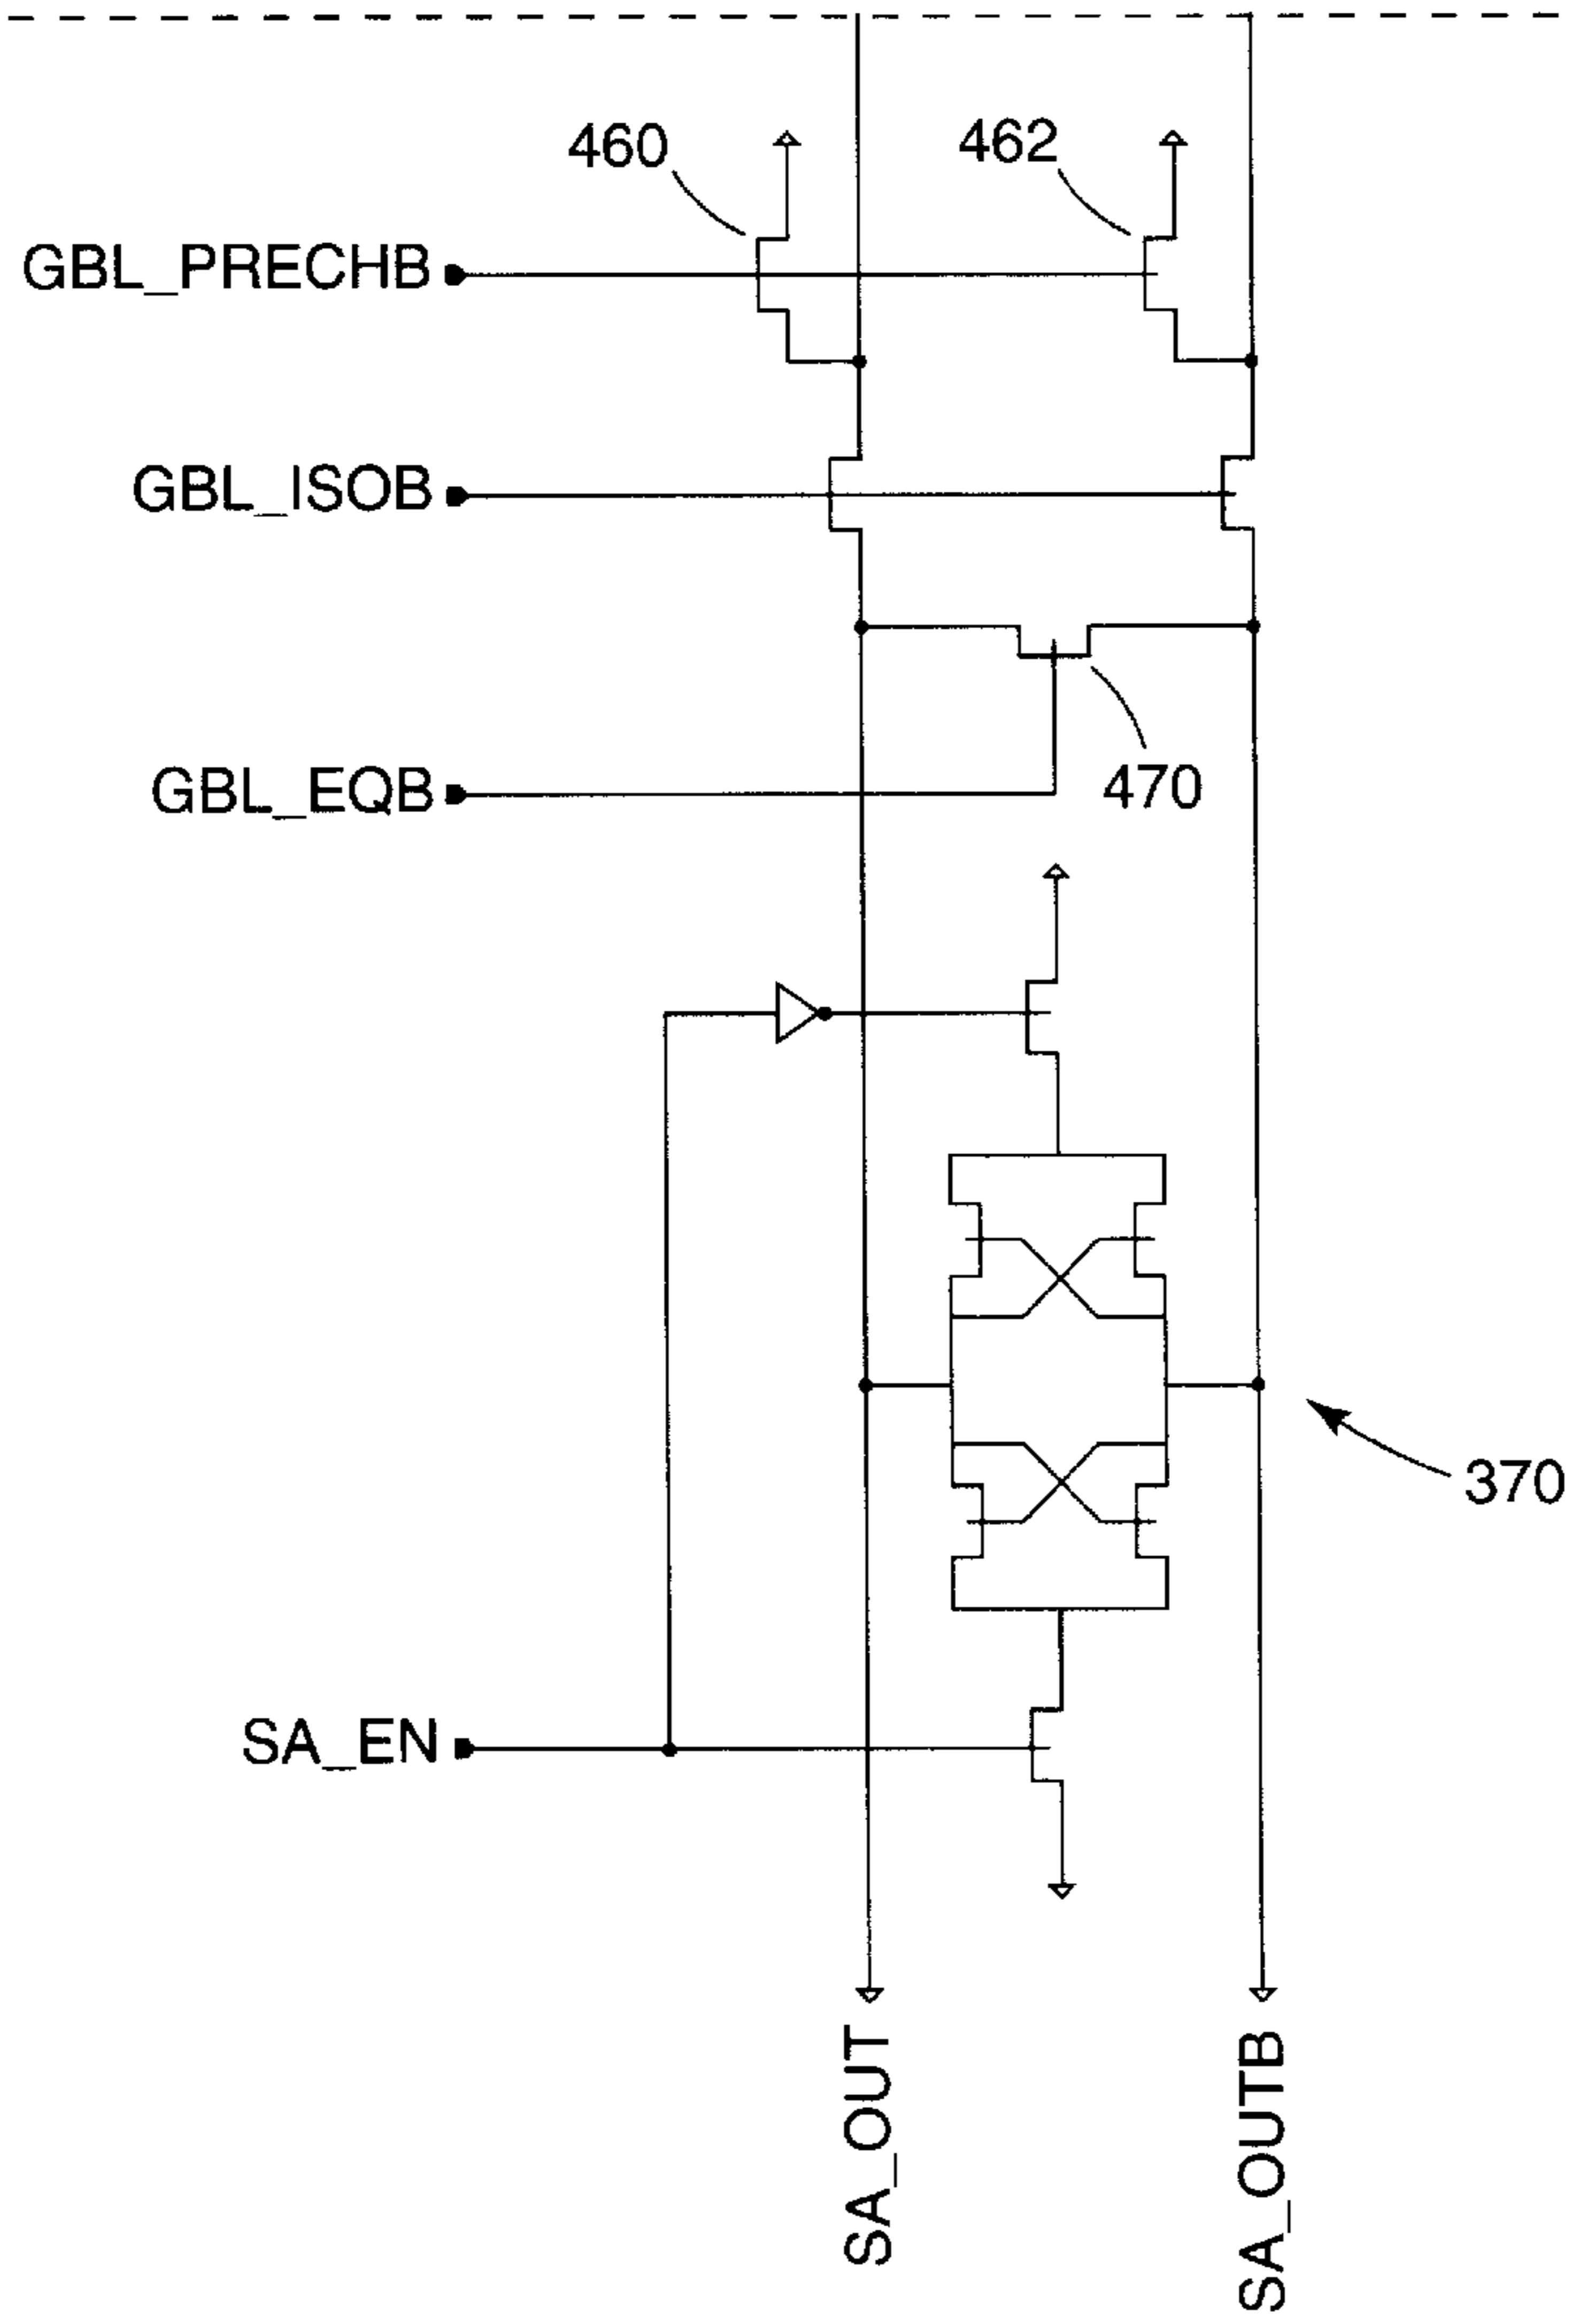 460
462
GBL_PRECHB
GBL_ISOB
GBL_EQB
470
370
SA_EN
SA_OUT
SA_OUTB